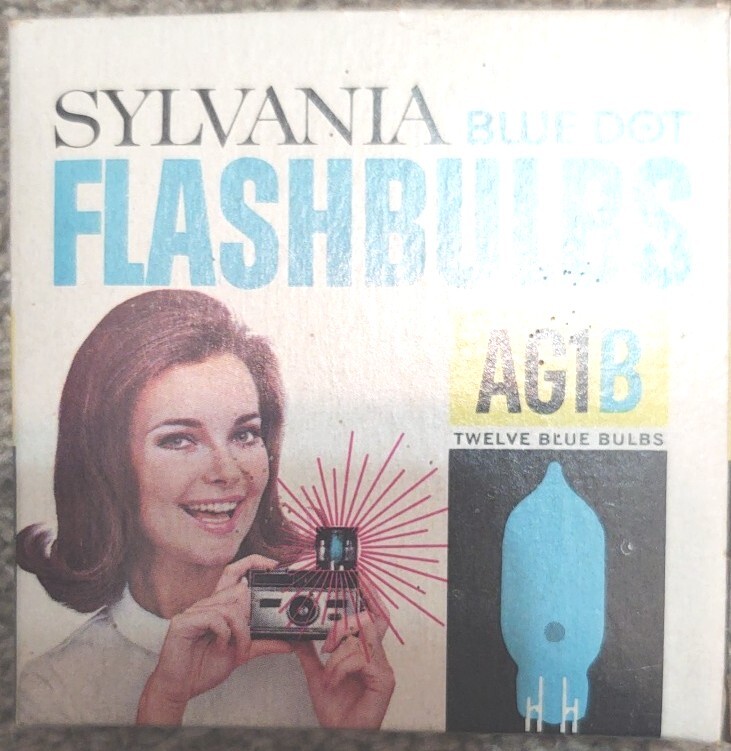 SYLVANIA BLUE DOT
FLASHBULBS
AG1B
TWELVE BLUE BULBS